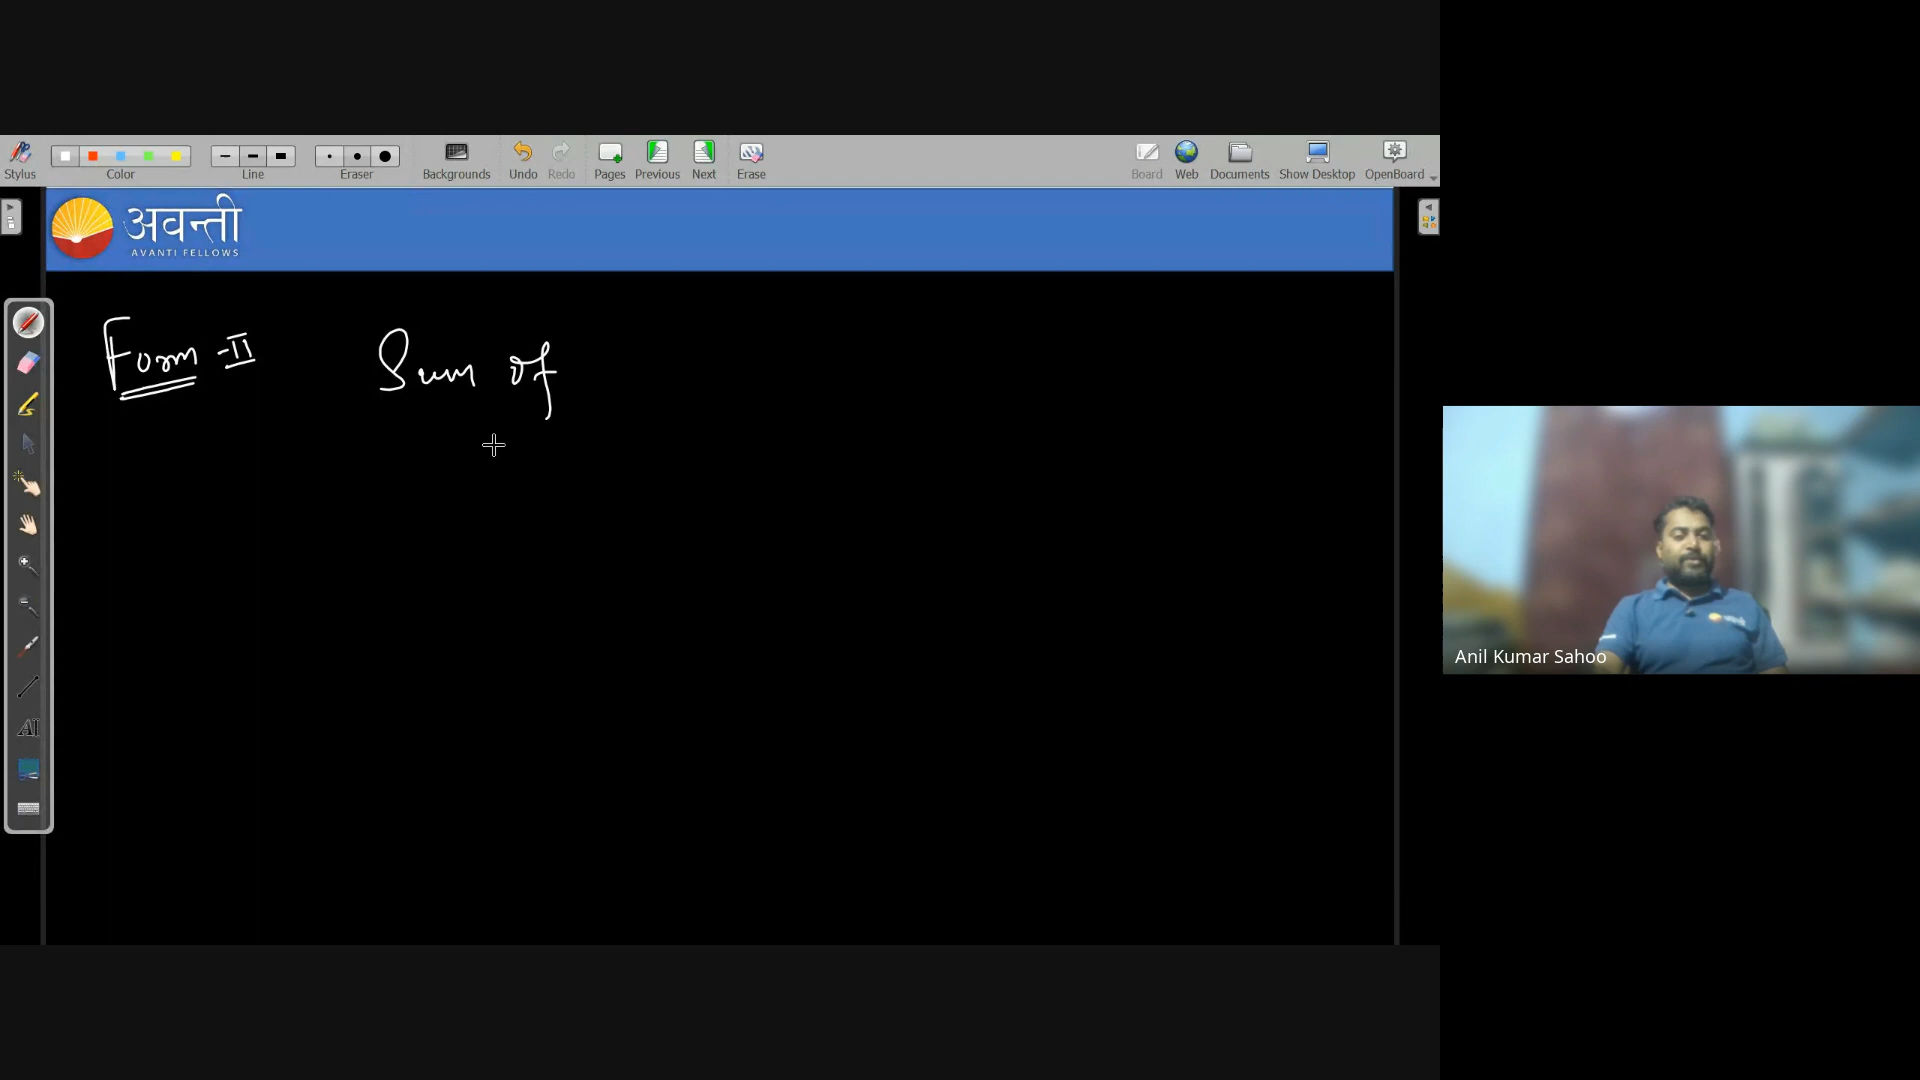 Stylus Color Line Eraser Backgrounds Undo Redo Pages Previous Next Erase Board Web Documents Show Desktop OpenBoard
अवन्ती
AVANTI FELLOWS
Form -II Sum of
AI
Anil Kumar Sahoo